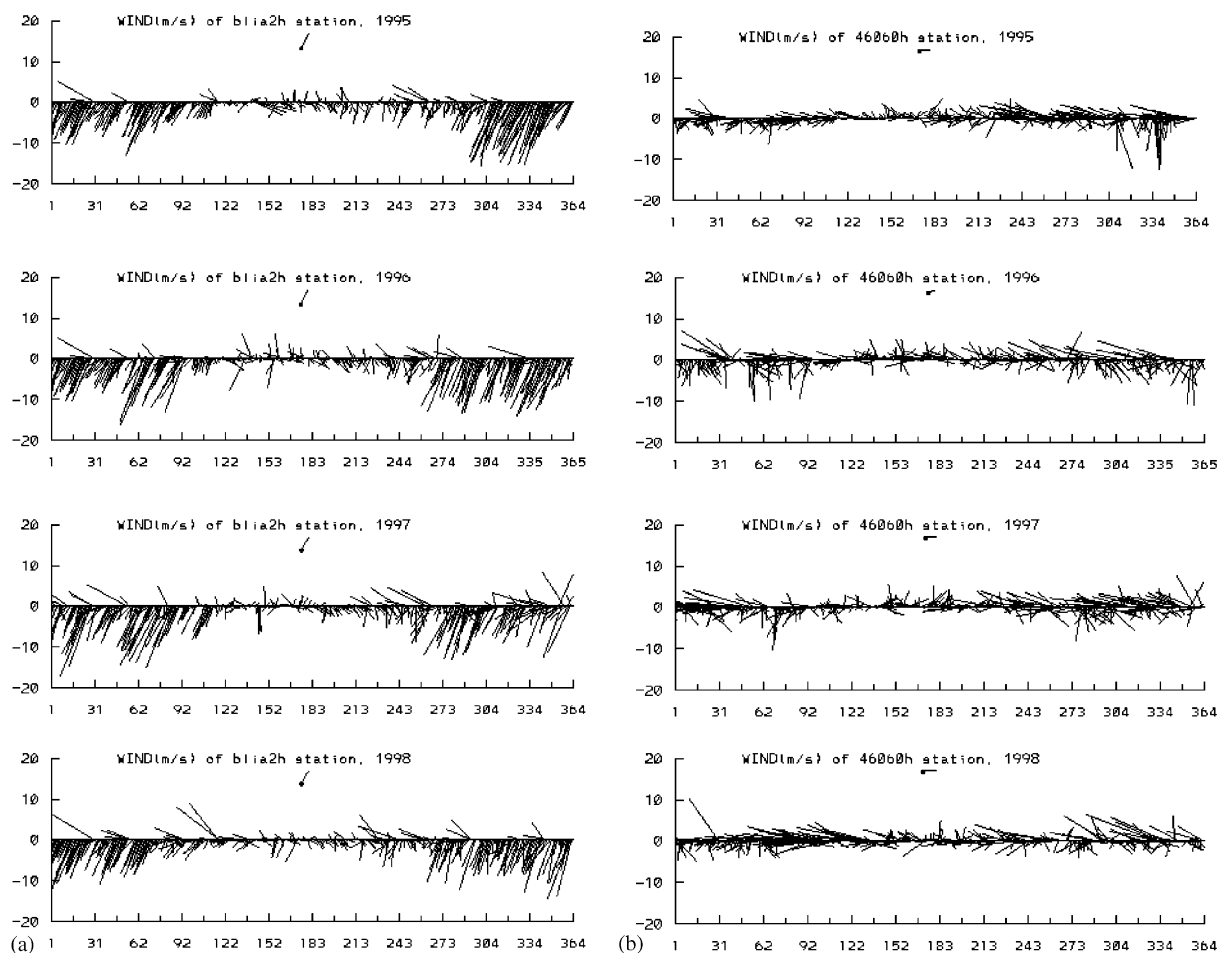 WIND(m/s) of blia2h station, 1995
20
10
0
-10
-20
1 31 62 92 122 152 183 213 243 273 304 334 364
WIND(m/s) of blia2h station, 1996
20
10
0
-10
-20
1 31 62 92 123 153 183 213 244 274 304 335 365
WIND(m/s) of blia2h station, 1997
20
10
0
-10
-20
1 31 62 92 122 152 183 213 243 273 304 334 364
WIND(m/s) of blia2h station, 1998
20
10
0
-10
-20
1 31 62 92 122 152 183 213 243 273 304 334 364
(a)
WIND(m/s) of 46060h station, 1995
20
10
0
-10
-20
1 31 62 92 122 152 183 213 243 273 304 334 364
WIND(m/s) of 46060h station, 1996
20
10
0
-10
-20
1 31 62 92 123 153 183 213 244 274 304 335 365
WIND(m/s) of 46060h station, 1997
20
10
0
-10
-20
1 31 62 92 122 152 183 213 243 273 304 334 364
WIND(m/s) of 46060h station, 1998
20
10
0
-10
-20
1 31 62 92 122 152 183 213 243 273 304 334 364
(b)